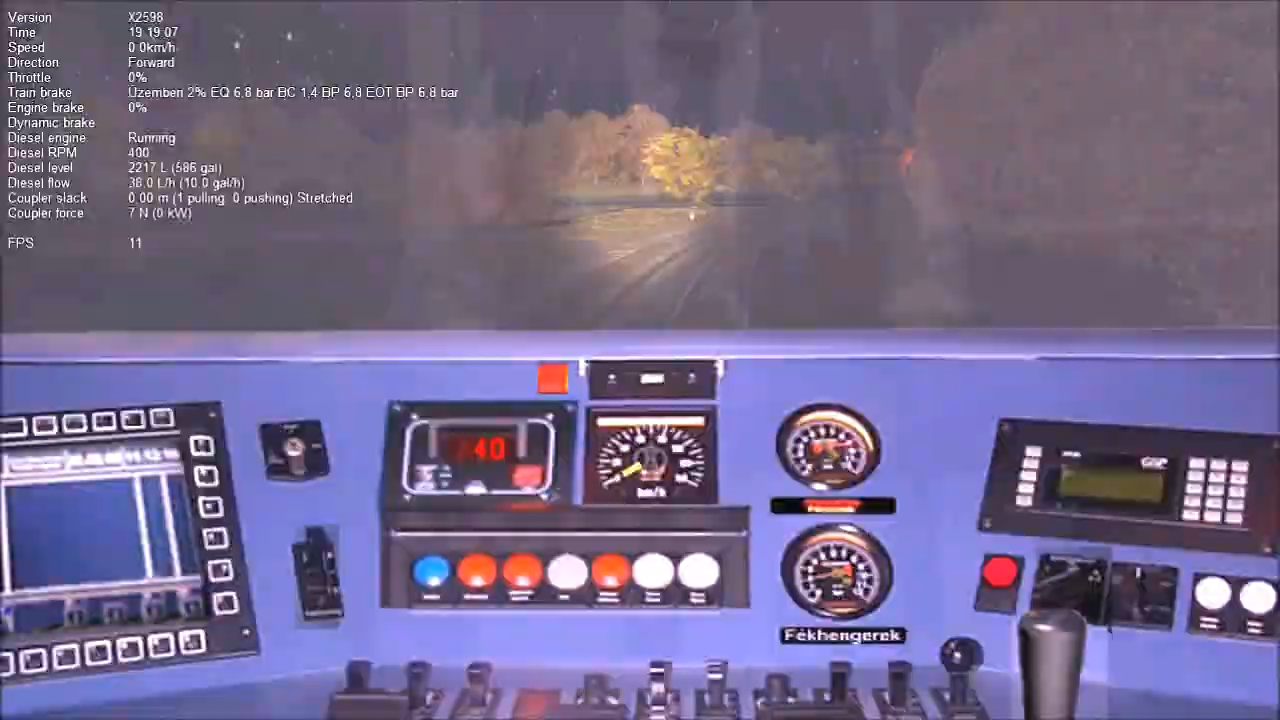 Version X2598
Time 19 19 07
Speed 0.0km/h
Direction Forward
Throttle 0%
Train brake Üzemben 2% EQ 6,8 bar BC 1,4 BP 6,8 EOT BP 6,8 bar
Engine brake 0%
Dynamic brake
Diesel engine Running
Diesel RPM 400
Diesel level 2217 L (586 gal)
Diesel flow 38.0 L/h (10.0 gal/h)
Coupler slack 0.00 m (1 pulling 0 pushing) Stretched
Coupler force 7 N (0 kW)
FPS 11
40
km/h
Fékhengerek